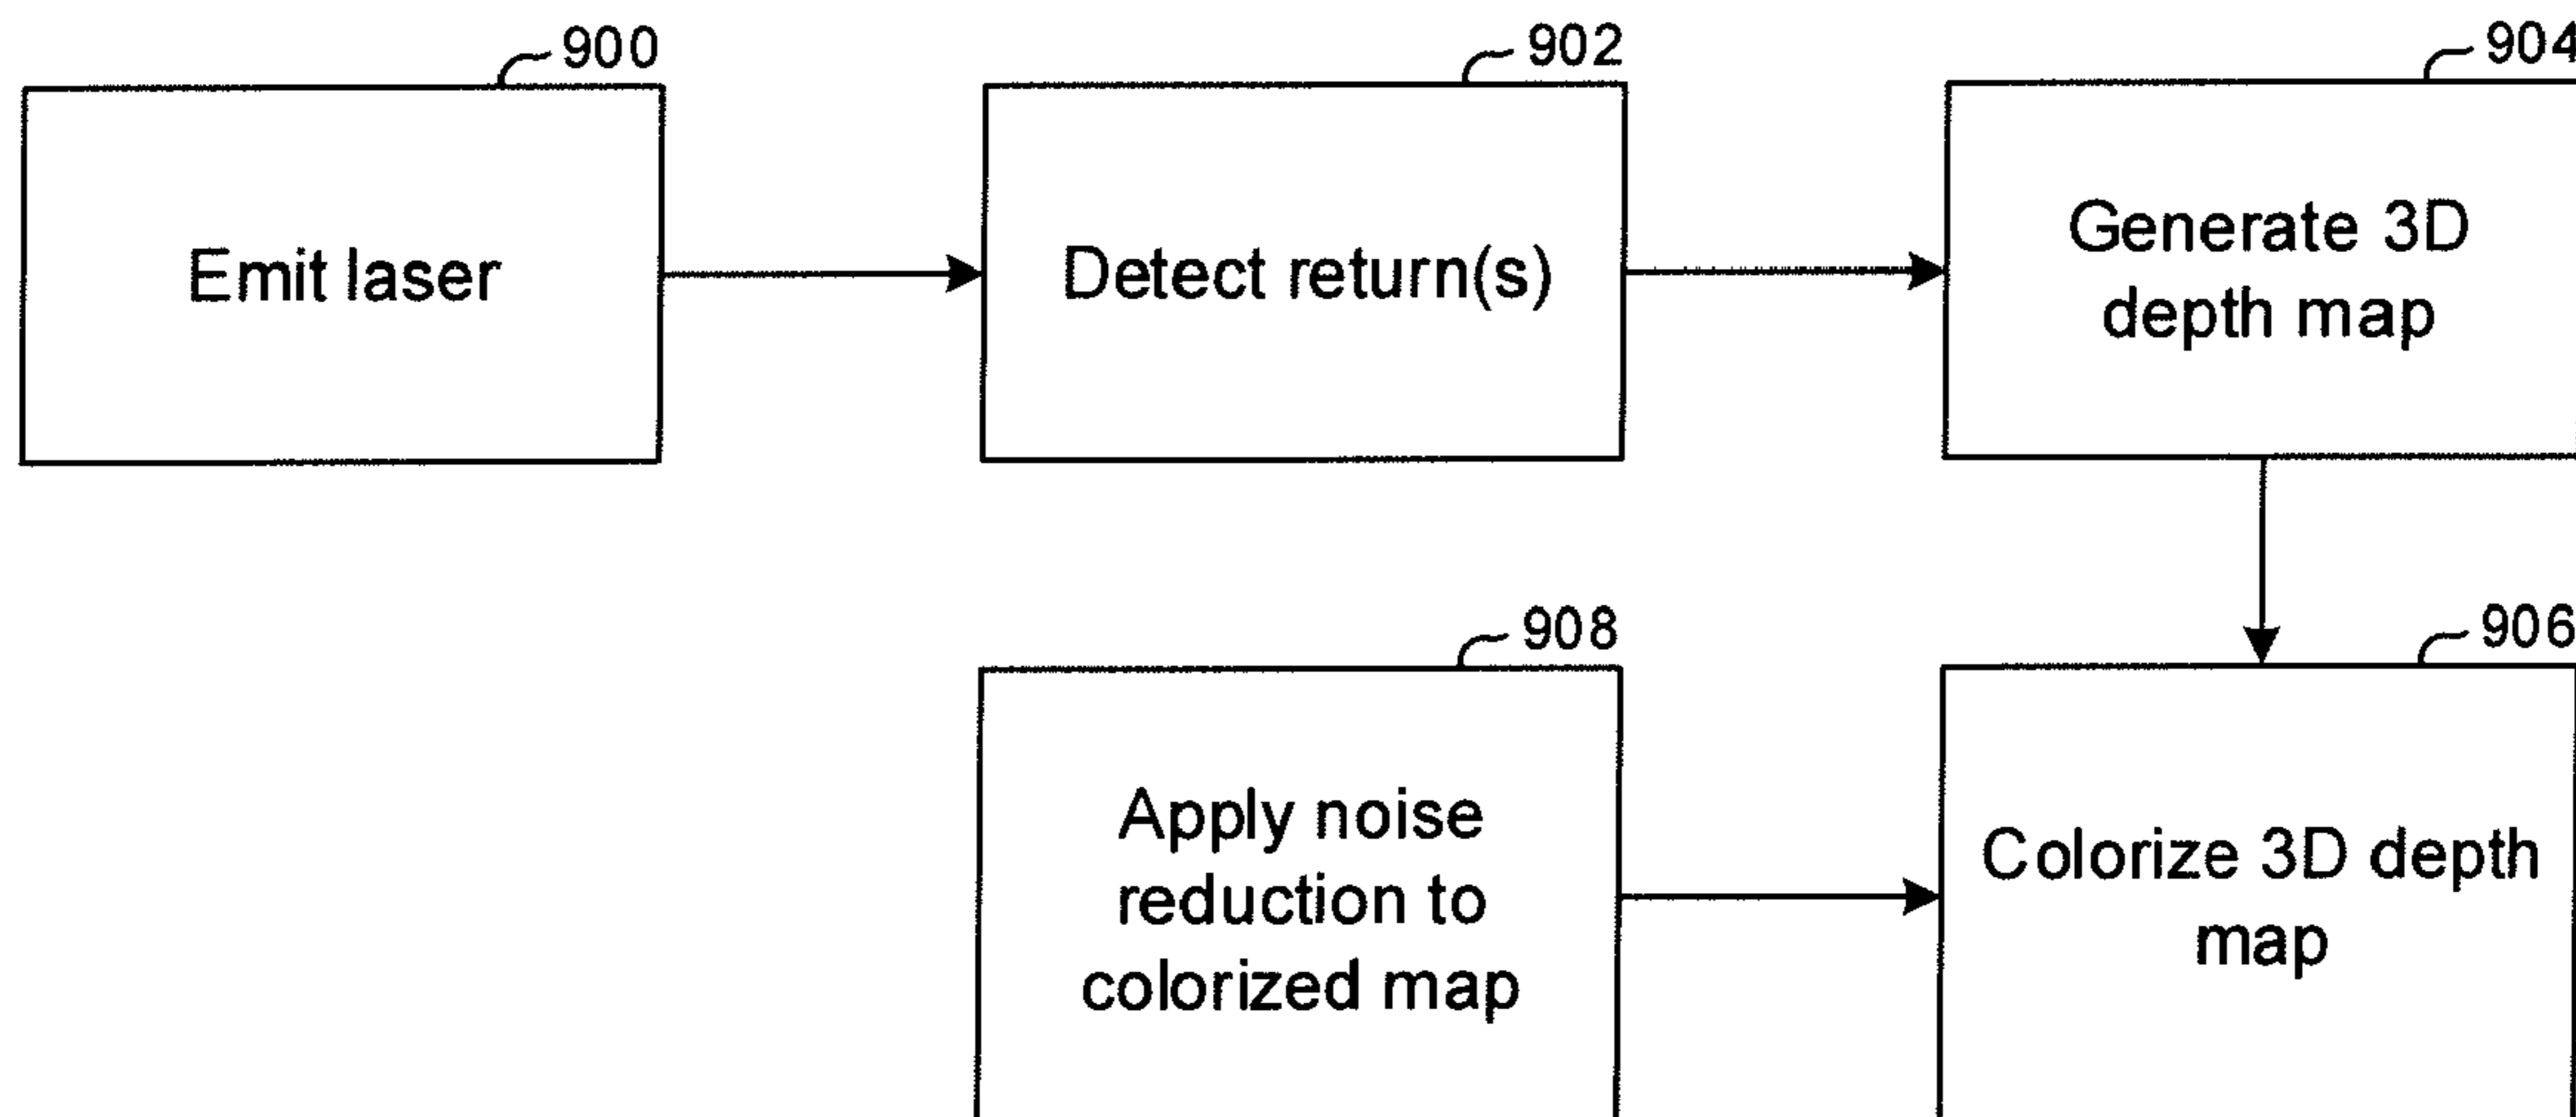 900
Emit laser
902
Detect return(s)
904
Generate 3D
depth map
906
Colorize 3D depth
map
908
Apply noise
reduction to
colorized map